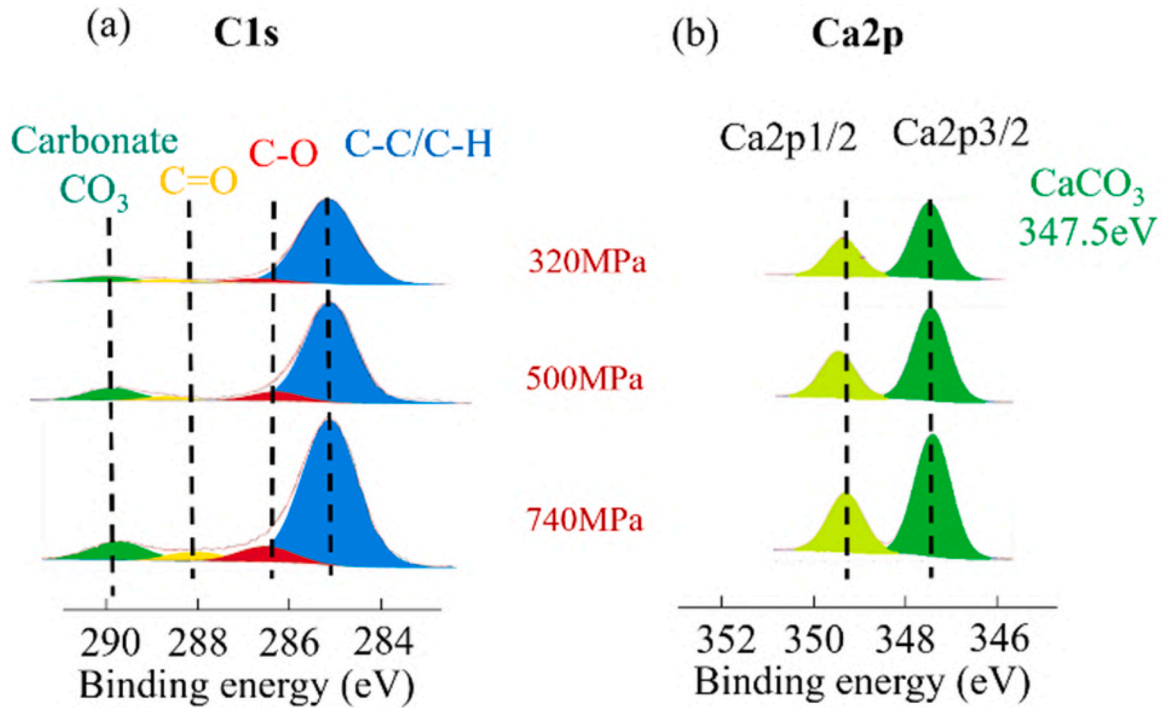 (a) C1s
Carbonate
CO₃
C=O
C-O
C-C/C-H
320MPa
500MPa
740MPa
290 288 286 284
Binding energy (eV)
(b) Ca2p
Ca2p1/2
Ca2p3/2
CaCO₃
347.5eV
352 350 348 346
Binding energy (eV)